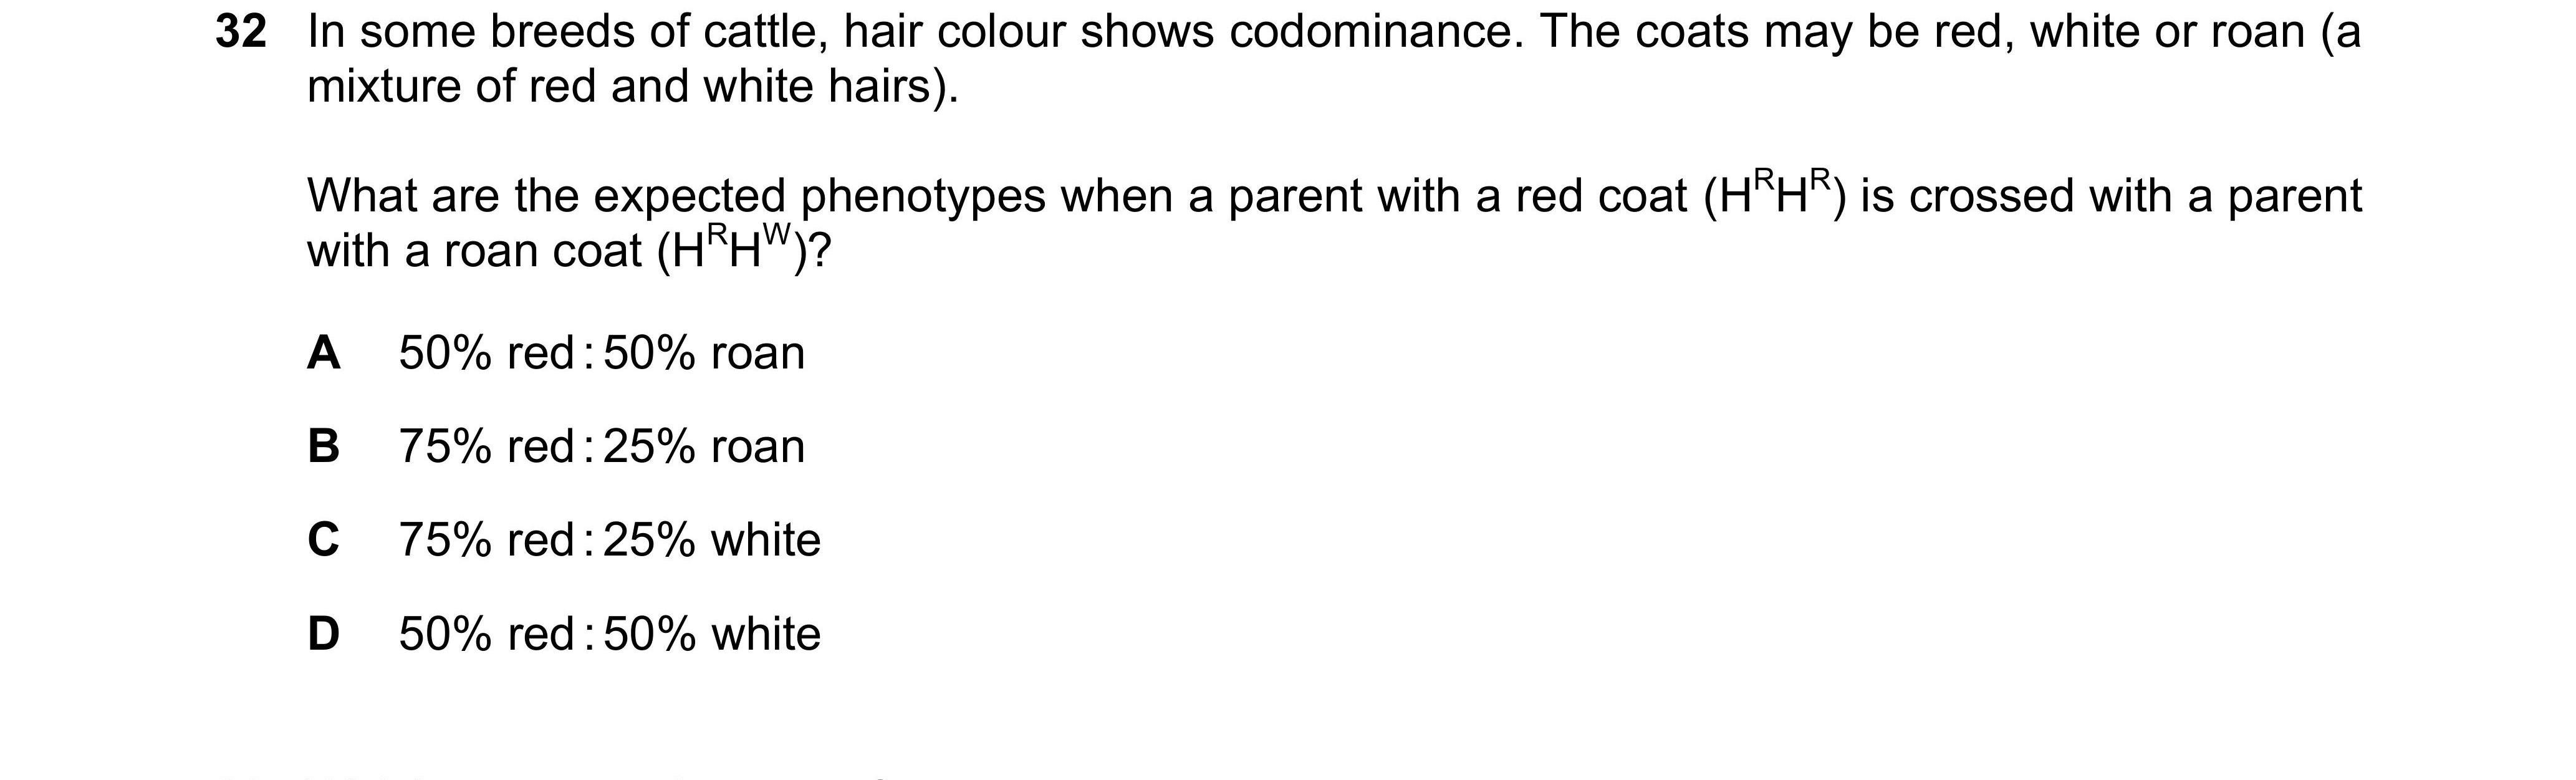 32 In some breeds of cattle, hair colour shows codominance. The coats may be red, white or roan (a
mixture of red and white hairs).
What are the expected phenotypes when a parent with a red coat (HᴿHᴿ) is crossed with a parent
with a roan coat (HᴿHᵂ)?
A 50% red : 50% roan
B 75% red : 25% roan
C 75% red : 25% white
D 50% red : 50% white